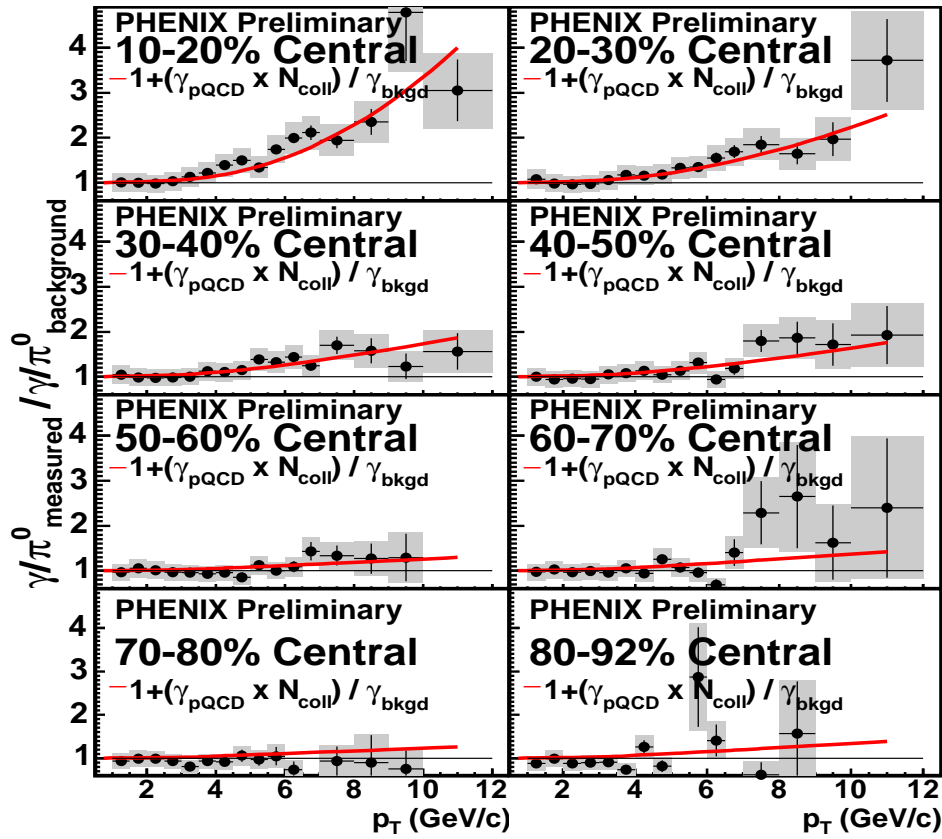 PHENIX Preliminary
10-20% Central
1+(γpQCD x Ncoll) / γbkgd
PHENIX Preliminary
20-30% Central
1+(γpQCD x Ncoll) / γbkgd
4
3
2
1
PHENIX Preliminary
30-40% Central
1+(γpQCD x Ncoll) / γbkgd
PHENIX Preliminary
40-50% Central
1+(γpQCD x Ncoll) / γbkgd
4
3
2
1
γ/π⁰measured / γ/π⁰background
PHENIX Preliminary
50-60% Central
1+(γpQCD x Ncoll) / γbkgd
PHENIX Preliminary
60-70% Central
1+(γpQCD x Ncoll) / γbkgd
4
3
2
1
PHENIX Preliminary
70-80% Central
1+(γpQCD x Ncoll) / γbkgd
PHENIX Preliminary
80-92% Central
1+(γpQCD x Ncoll) / γbkgd
4
3
2
1
2 4 6 8 10 12
2 4 6 8 10 12
pT (GeV/c)
pT (GeV/c)